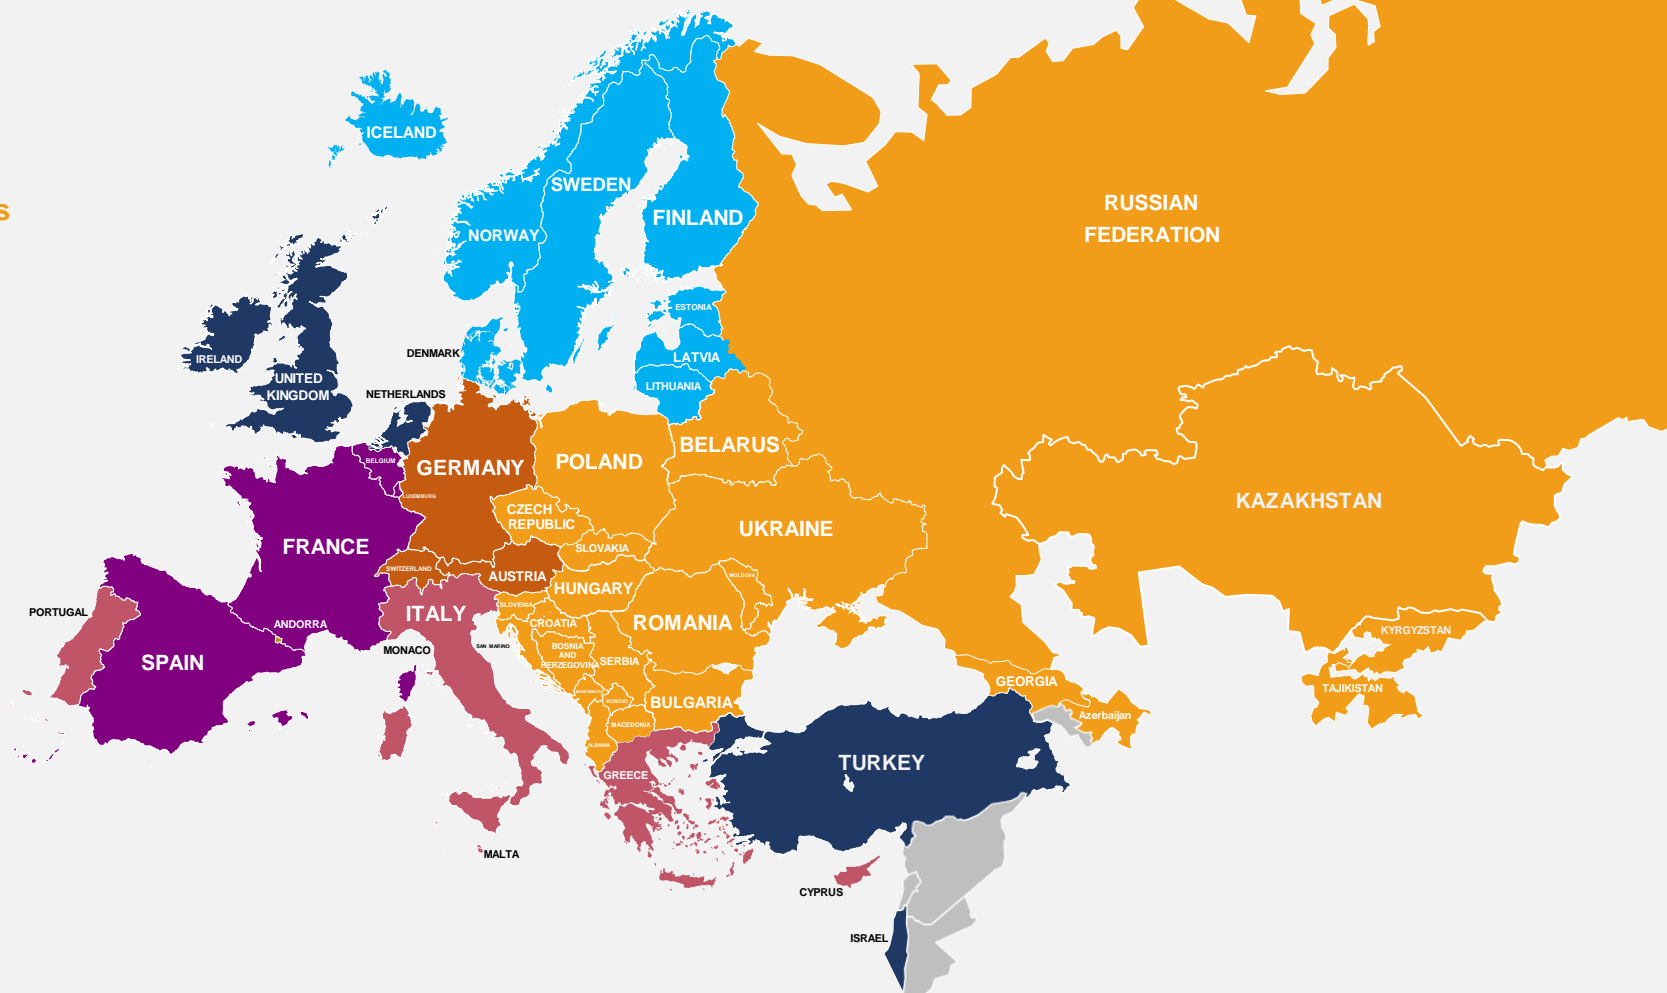 s
ICELAND
SWEDEN
FINLAND
NORWAY
RUSSIAN
FEDERATION
ESTONIA
DENMARK
LATVIA
IRELAND
UNITED
KINGDOM
LITHUANIA
NETHERLANDS
BELARUS
BELGIUM
GERMANY
POLAND
LUXEMBURG
KAZAKHSTAN
CZECH
REPUBLIC
UKRAINE
FRANCE
SLOVAKIA
SWITZERLAND
AUSTRIA
MOLDOVA
HUNGARY
PORTUGAL
ITALY
SLOVENIA
ANDORRA
CROATIA
ROMANIA
KYRGYZSTAN
MONACO
SAN MARINO
BOSNIA
AND
HERZEGOVINA
SPAIN
SERBIA
GEORGIA
TAJIKISTAN
MONTENEGRO
KOSOVO
BULGARIA
Azerbaijan
MACEDONIA
ALBANIA
TURKEY
GREECE
MALTA
CYPRUS
ISRAEL